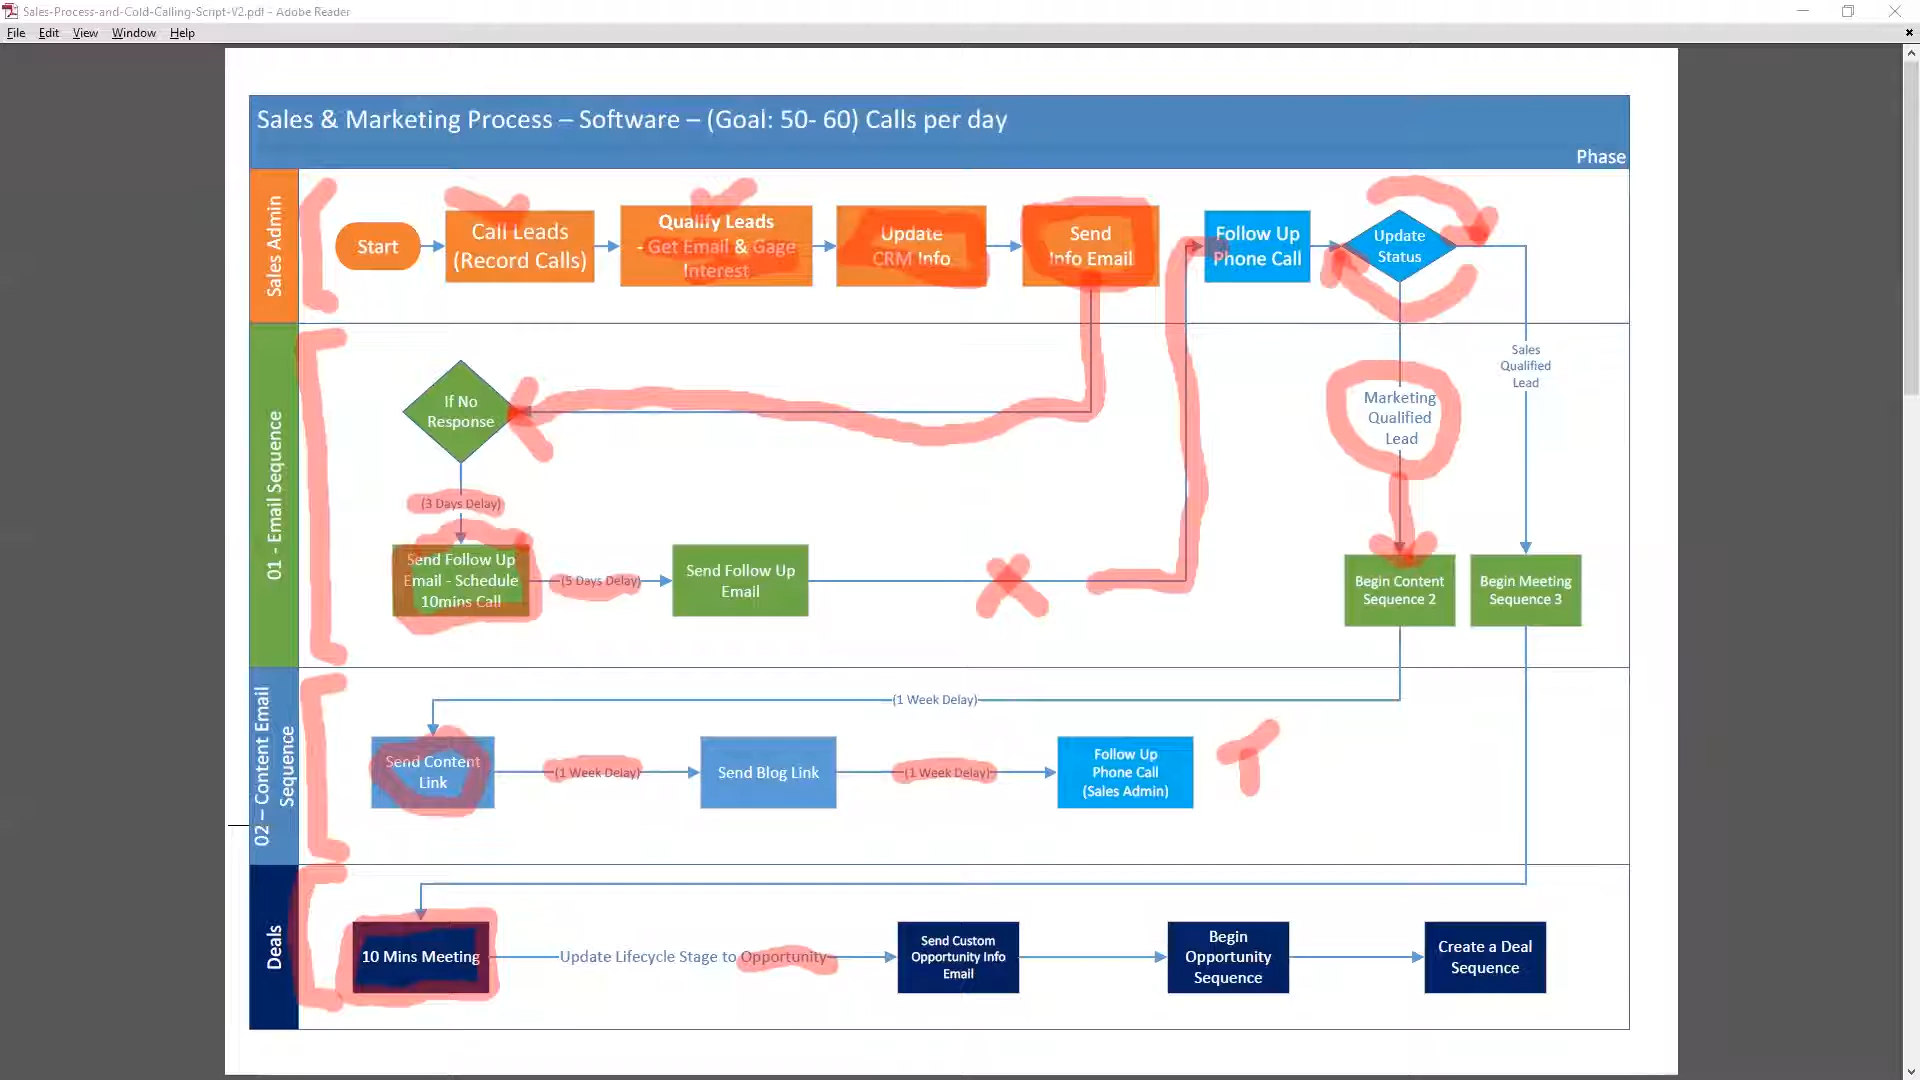 Sales-Process-and-Cold-Calling-Script-V2.pdf - Adobe Reader
File Edit View Window Help
Sales & Marketing Process – Software – (Goal: 50- 60) Calls per day
Phase
Sales Admin
Start
Call Leads
(Record Calls)
Qualify Leads
- Get Email & Gage
Interest
Update
CRM Info
Send
Info Email
Follow Up
Phone Call
Update
Status
01 - Email Sequence
If No
Response
(3 Days Delay)
Send Follow Up
Email - Schedule
10mins Call
(5 Days Delay)
Send Follow Up
Email
Marketing
Qualified
Lead
Sales
Qualified
Lead
Begin Content
Sequence 2
Begin Meeting
Sequence 3
02 – Content Email
Sequence
(1 Week Delay)
Send Content
Link
(1 Week Delay)
Send Blog Link
(1 Week Delay)
Follow Up
Phone Call
(Sales Admin)
Deals
10 Mins Meeting
Update Lifecycle Stage to Opportunity
Send Custom
Opportunity Info
Email
Begin
Opportunity
Sequence
Create a Deal
Sequence